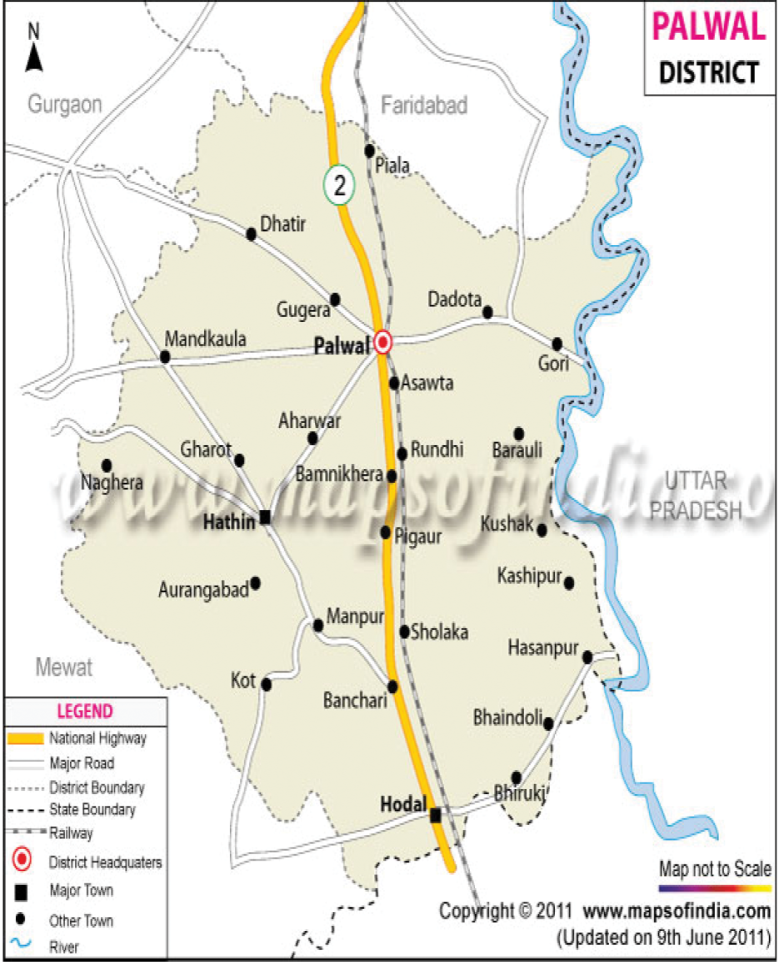 PALWAL
DISTRICT
N
Gurgaon
Faridabad
Piala
2
Dhatir
Gugera
Dadota
Mandkaula
Palwal
Gori
Asawta
Aharwar
Gharot
Rundhi
Barauli
Naghera
Bamnikhera
www.mapsofindia.co
UTTAR
PRADESH
Hathin
Kushak
Pigaur
Aurangabad
Kashipur
Manpur
Sholaka
Hasanpur
Mewat
Kot
Banchari
Bhaindoli
Bhiruki
Hodal
LEGEND
National Highway
Major Road
District Boundary
State Boundary
Railway
District Headquaters
Major Town
Other Town
River
Map not to Scale
Copyright © 2011 www.mapsofindia.com
(Updated on 9th June 2011)